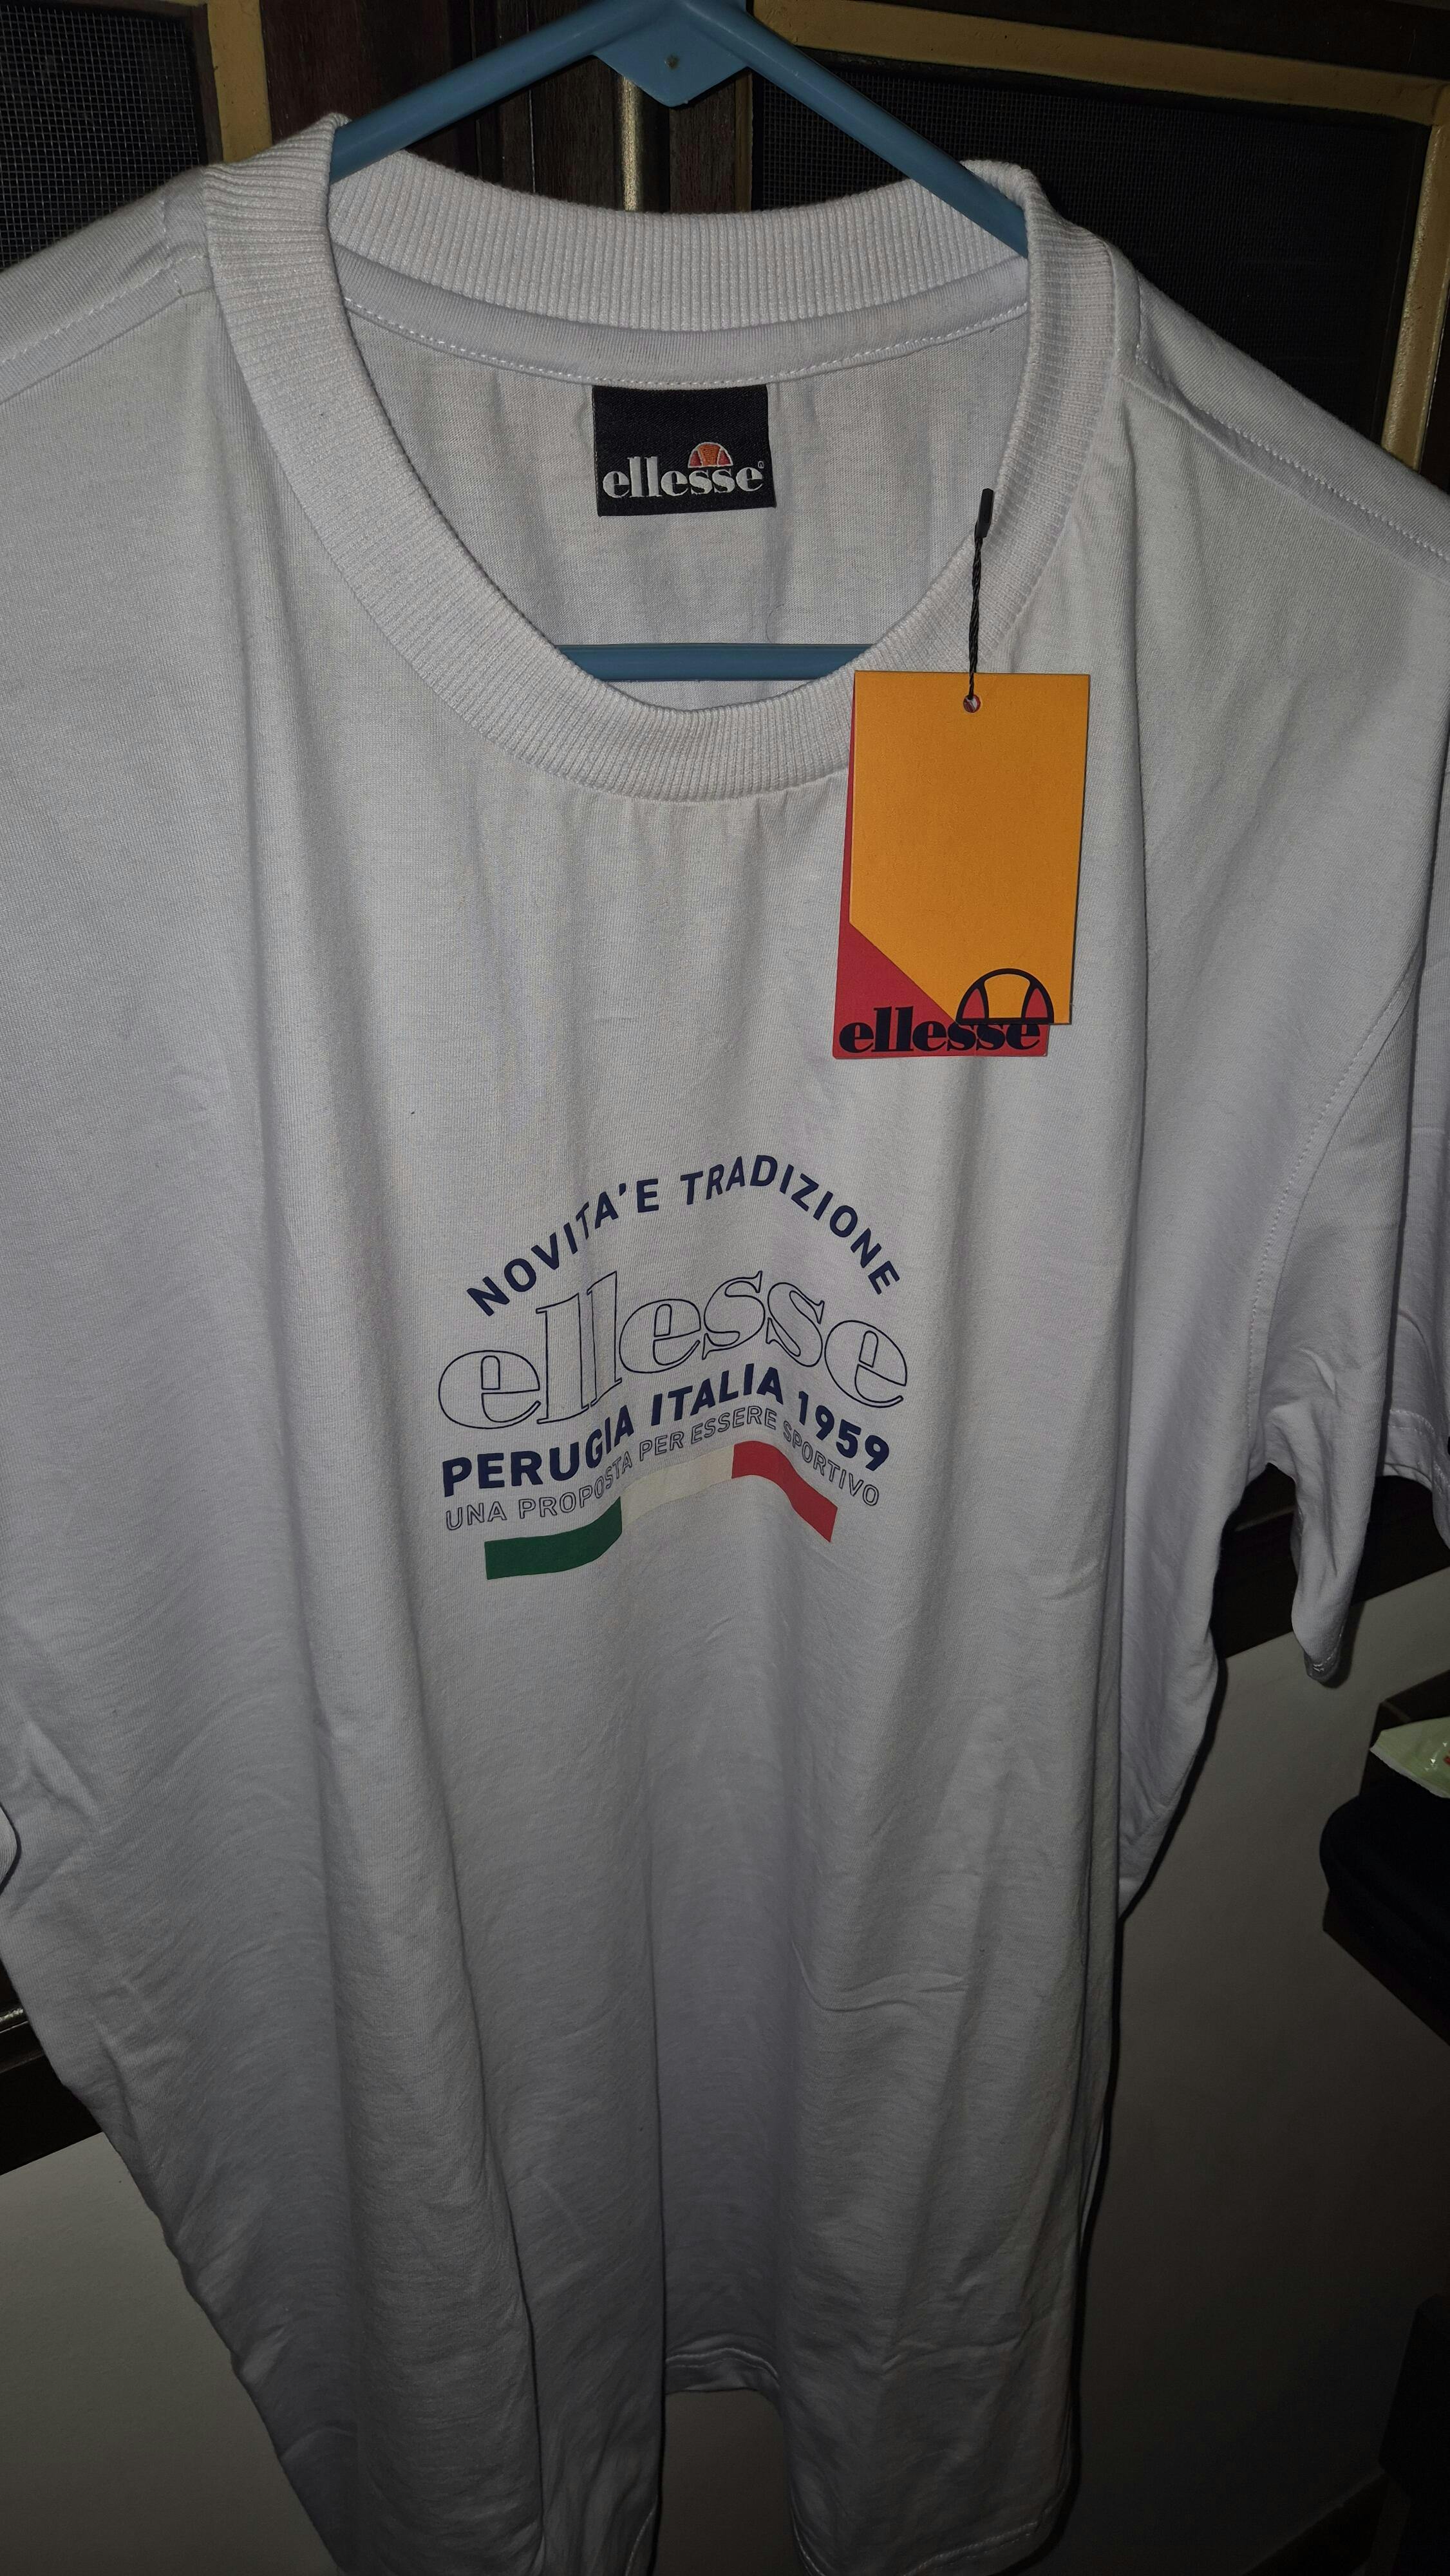 ellesse®
ellesse
NOVITA' E TRADIZIONE
ellesse
PERUGIA ITALIA 1959
UNA PROPOSTA PER ESSERE SPORTIVO